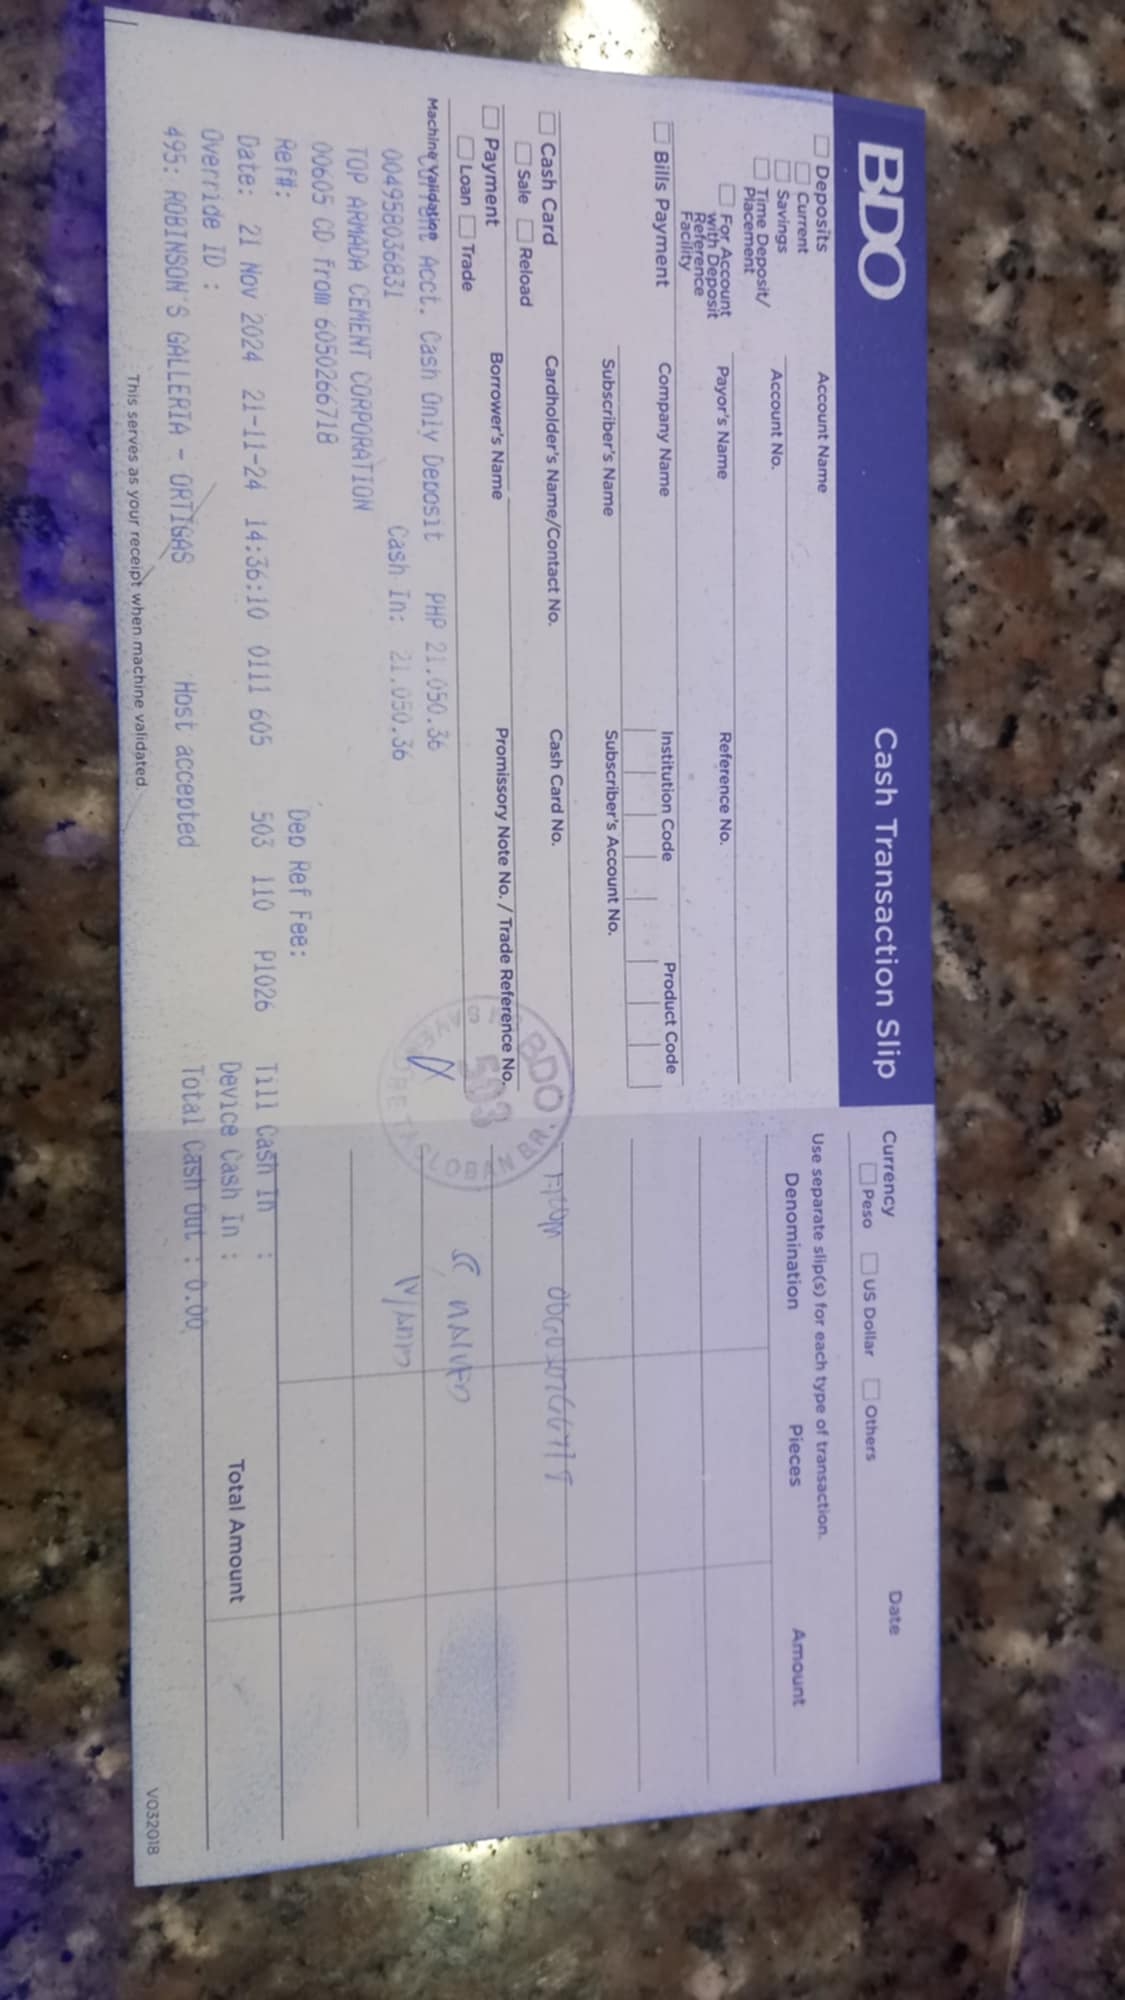 BDO
Cash Transaction Slip
Currency
Date
Peso
US Dollar
Others
Use separate slip(s) for each type of transaction.
Denomination
Pieces
Amount
Deposits
Current
Savings
Time Deposit/
Placement
For Account
with Deposit
Reference
Facility
Account Name
Account No.
Payor's Name
Reference No.
Bills Payment
Company Name
Institution Code
Product Code
Subscriber's Name
Subscriber's Account No.
Cash Card
Sale
Reload
Cardholder's Name/Contact No.
Cash Card No.
Payment
Loan
Trade
Borrower's Name
Promissory Note No. / Trade Reference No.
BDO
503
Machine Validation
Acct. Cash Only Deposit PHP 21,050.36
004958036831 Cash In: 21,050.36
TOP ARMADA CEMENT CORPORATION
00605 CD from 6050266718
Ref#: Dep Ref Fee:
Date: 21 Nov 2024 21-11-24 14:36:10 0111 605 503 110 P1026 Till Cash In :
Override ID : Device Cash In :
495: ROBINSON'S GALLERIA - ORTIGAS Host accepted Total Cash Out : 0.00
Total Amount
This serves as your receipt when machine validated.
V032018